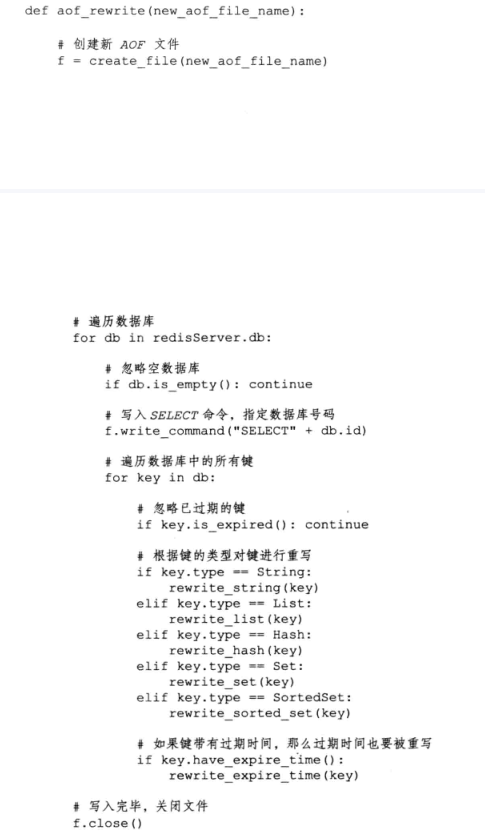 def aof_rewrite(new_aof_file_name):
# 创建新 AOF 文件
f = create_file(new_aof_file_name)
# 遍历数据库
for db in redisServer.db:
# 忽略空数据库
if db.is_empty(): continue
# 写入 SELECT 命令，指定数据库号码
f.write_command("SELECT" + db.id)
# 遍历数据库中的所有键
for key in db:
# 忽略已过期的键
if key.is_expired(): continue
# 根据键的类型对键进行重写
if key.type == String:
rewrite_string(key)
elif key.type == List:
rewrite_list(key)
elif key.type == Hash:
rewrite_hash(key)
elif key.type == Set:
rewrite_set(key)
elif key.type == SortedSet:
rewrite_sorted_set(key)
# 如果键带有过期时间，那么过期时间也要被重写
if key.have_expire_time():
rewrite_expire_time(key)
# 写入完毕，关闭文件
f.close()